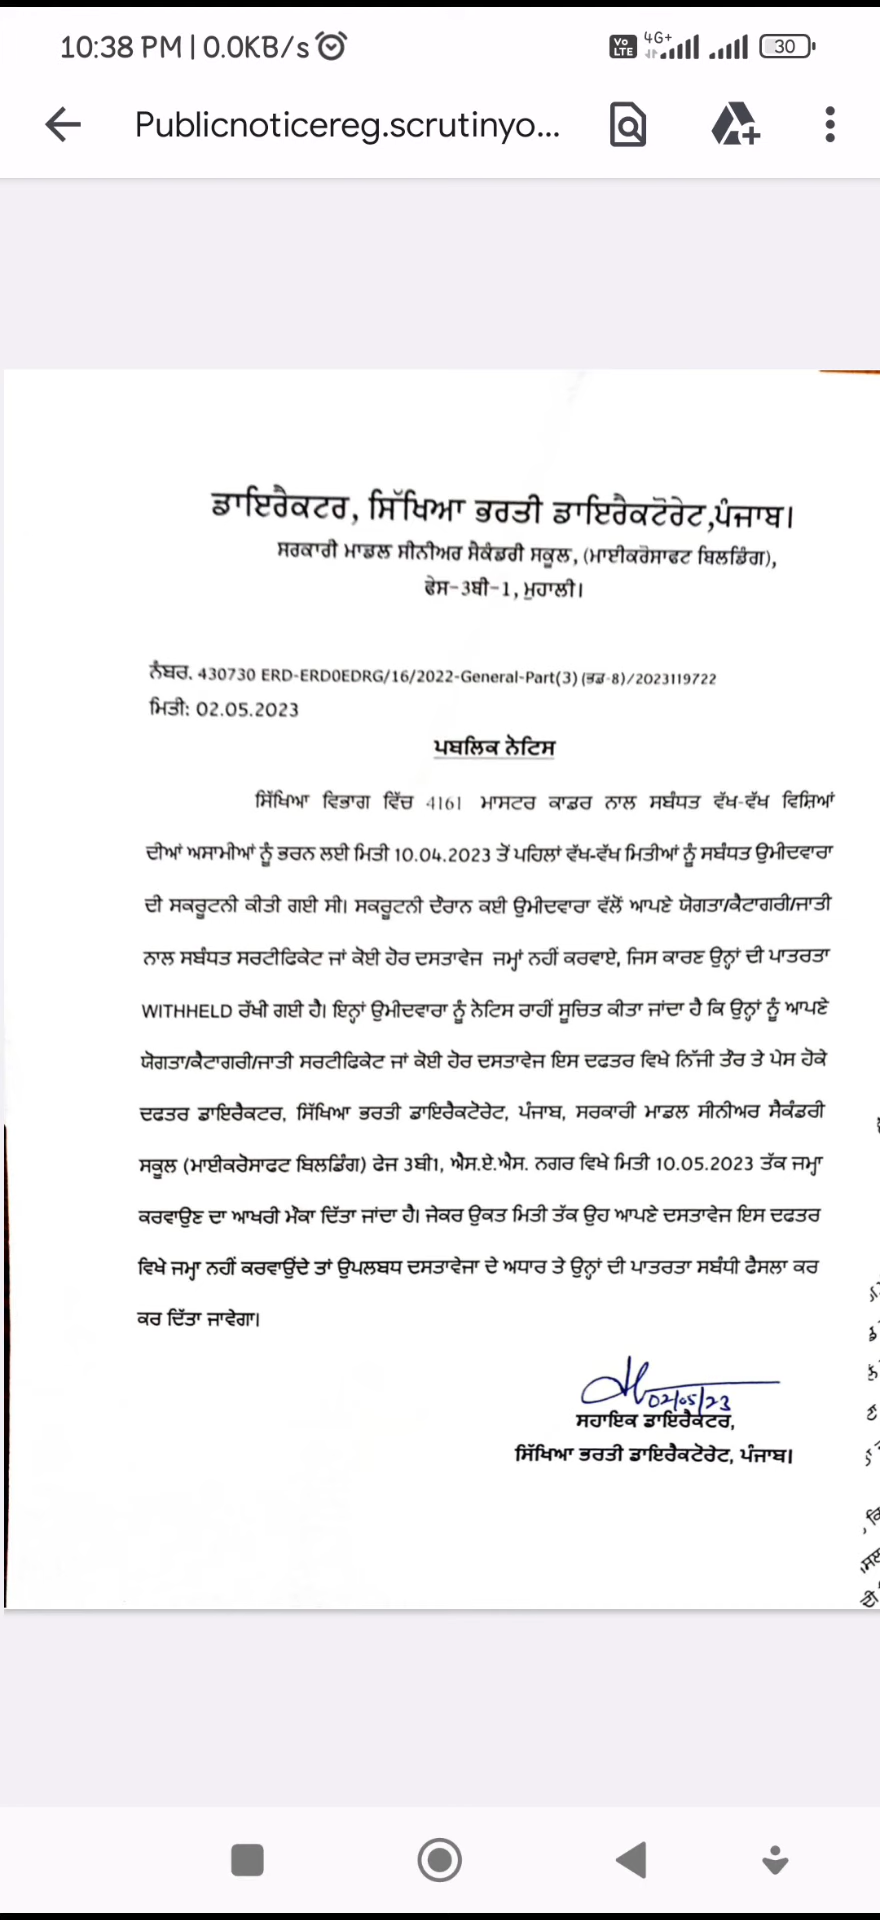 10:38 PM | 0.0KB/s
Vo LTE 4G+ 30
Publicnoticereg.scrutinyo...
ਡਾਇਰੈਕਟਰ, ਸਿੱਖਿਆ ਭਰਤੀ ਡਾਇਰੈਕਟੋਰੇਟ,ਪੰਜਾਬ।
ਸਰਕਾਰੀ ਮਾਡਲ ਸੀਨੀਅਰ ਸੈਕੰਡਰੀ ਸਕੂਲ, (ਮਾਈਕਰੋਸਾਫਟ ਬਿਲਡਿੰਗ),
ਫੇਸ-3ਬੀ-1, ਮੁਹਾਲੀ।
ਨੰਬਰ. 430730 ERD-ERD0EDRG/16/2022-General-Part(3) (ਭਡ-8)/2023119722
ਮਿਤੀ: 02.05.2023
ਪਬਲਿਕ ਨੋਟਿਸ
ਸਿੱਖਿਆ ਵਿਭਾਗ ਵਿੱਚ 4161 ਮਾਸਟਰ ਕਾਡਰ ਨਾਲ ਸਬੰਧਤ ਵੱਖ-ਵੱਖ ਵਿਸ਼ਿਆਂ
ਦੀਆਂ ਅਸਾਮੀਆਂ ਨੂੰ ਭਰਨ ਲਈ ਮਿਤੀ 10.04.2023 ਤੋਂ ਪਹਿਲਾਂ ਵੱਖ-ਵੱਖ ਮਿਤੀਆਂ ਨੂੰ ਸਬੰਧਤ ਉਮੀਦਵਾਰਾ
ਦੀ ਸਕਰੂਟਨੀ ਕੀਤੀ ਗਈ ਸੀ। ਸਕਰੂਟਨੀ ਦੌਰਾਨ ਕਈ ਉਮੀਦਵਾਰਾ ਵੱਲੋਂ ਆਪਣੇ ਯੋਗਤਾ/ਕੈਟਾਗਰੀ/ਜਾਤੀ
ਨਾਲ ਸਬੰਧਤ ਸਰਟੀਫਿਕੇਟ ਜਾਂ ਕੋਈ ਹੋਰ ਦਸਤਾਵੇਜ ਜਮ੍ਹਾਂ ਨਹੀਂ ਕਰਵਾਏ, ਜਿਸ ਕਾਰਣ ਉਨ੍ਹਾਂ ਦੀ ਪਾਤਰਤਾ
WITHHELD ਰੱਖੀ ਗਈ ਹੈ। ਇਨ੍ਹਾਂ ਉਮੀਦਵਾਰਾ ਨੂੰ ਨੋਟਿਸ ਰਾਹੀਂ ਸੂਚਿਤ ਕੀਤਾ ਜਾਂਦਾ ਹੈ ਕਿ ਉਨ੍ਹਾਂ ਨੂੰ ਆਪਣੇ
ਯੋਗਤਾ/ਕੈਟਾਗਰੀ/ਜਾਤੀ ਸਰਟੀਫਿਕੇਟ ਜਾਂ ਕੋਈ ਹੋਰ ਦਸਤਾਵੇਜ ਇਸ ਦਫਤਰ ਵਿਖੇ ਨਿੱਜੀ ਤੌਰ ਤੇ ਪੇਸ ਹੋਕੇ
ਦਫਤਰ ਡਾਇਰੈਕਟਰ, ਸਿੱਖਿਆ ਭਰਤੀ ਡਾਇਰੈਕਟੋਰੇਟ, ਪੰਜਾਬ, ਸਰਕਾਰੀ ਮਾਡਲ ਸੀਨੀਅਰ ਸੈਕੰਡਰੀ
ਸਕੂਲ (ਮਾਈਕਰੋਸਾਫਟ ਬਿਲਡਿੰਗ) ਫੇਜ 3ਬੀ1, ਐਸ.ਏ.ਐਸ. ਨਗਰ ਵਿਖੇ ਮਿਤੀ 10.05.2023 ਤੱਕ ਜਮ੍ਹਾ
ਕਰਵਾਉਣ ਦਾ ਆਖਰੀ ਮੌਕਾ ਦਿੱਤਾ ਜਾਂਦਾ ਹੈ। ਜੇਕਰ ਉਕਤ ਮਿਤੀ ਤੱਕ ਉਹ ਆਪਣੇ ਦਸਤਾਵੇਜ ਇਸ ਦਫਤਰ
ਵਿਖੇ ਜਮ੍ਹਾ ਨਹੀਂ ਕਰਵਾਉਂਦੇ ਤਾਂ ਉਪਲਬਧ ਦਸਤਾਵੇਜਾ ਦੇ ਅਧਾਰ ਤੇ ਉਨ੍ਹਾਂ ਦੀ ਪਾਤਰਤਾ ਸਬੰਧੀ ਫੈਸਲਾ ਕਰ
ਕਰ ਦਿੱਤਾ ਜਾਵੇਗਾ।
02/05/23
ਸਹਾਇਕ ਡਾਇਰੈਕਟਰ,
ਸਿੱਖਿਆ ਭਰਤੀ ਡਾਇਰੈਕਟੋਰੇਟ, ਪੰਜਾਬ।